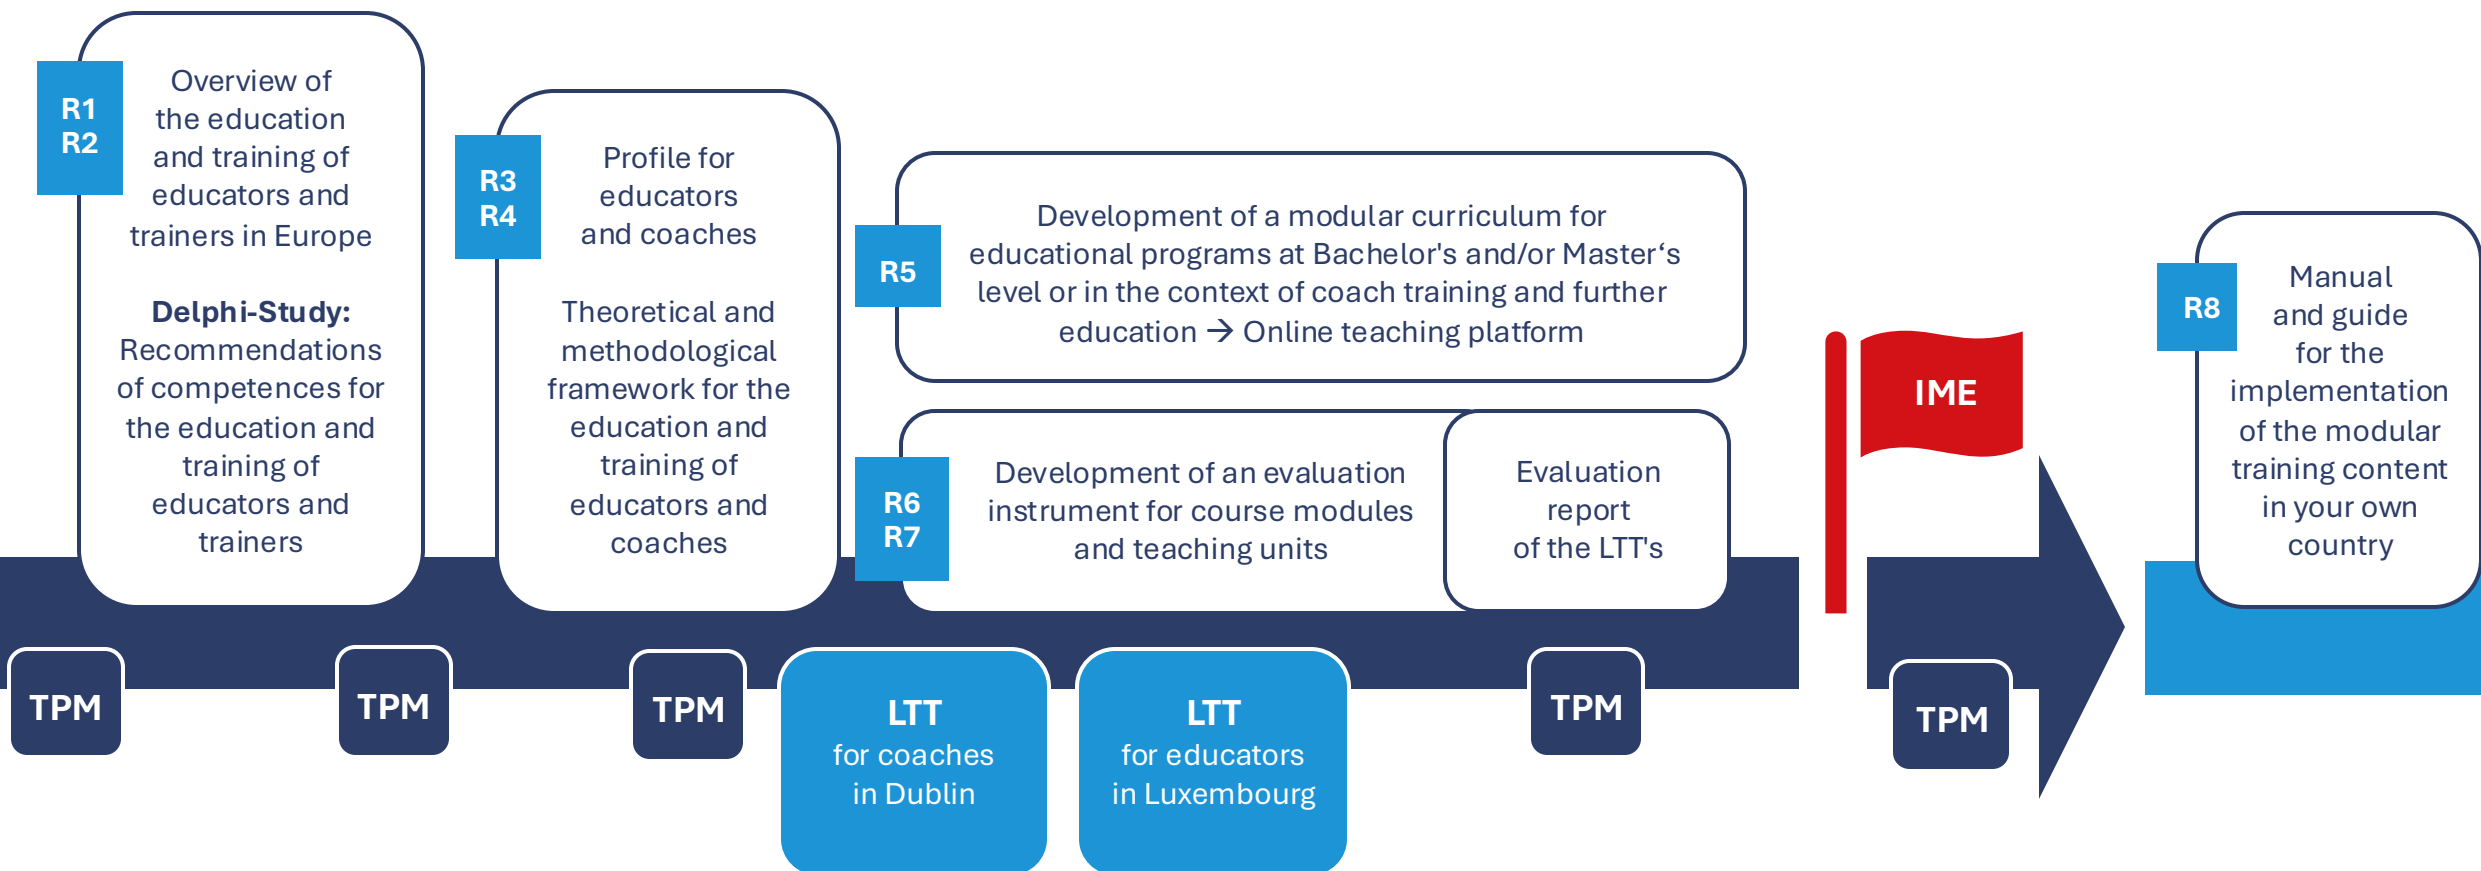 R1
R2
Overview of
the education
and training of
educators and
trainers in Europe
Delphi-Study:
Recommendations
of competences for
the education and
training of
educators and
trainers
R3
R4
Profile for
educators
and coaches
Theoretical and
methodological
framework for the
education and
training of
educators and
coaches
R5
Development of a modular curriculum for
educational programs at Bachelor's and/or Master‘s
level or in the context of coach training and further
education → Online teaching platform
R6
R7
Development of an evaluation
instrument for course modules
and teaching units
Evaluation
report
of the LTT's
IME
R8
Manual
and guide
for the
implementation
of the modular
training content
in your own
country
TPM
TPM
TPM
LTT
for coaches
in Dublin
LTT
for educators
in Luxembourg
TPM
TPM